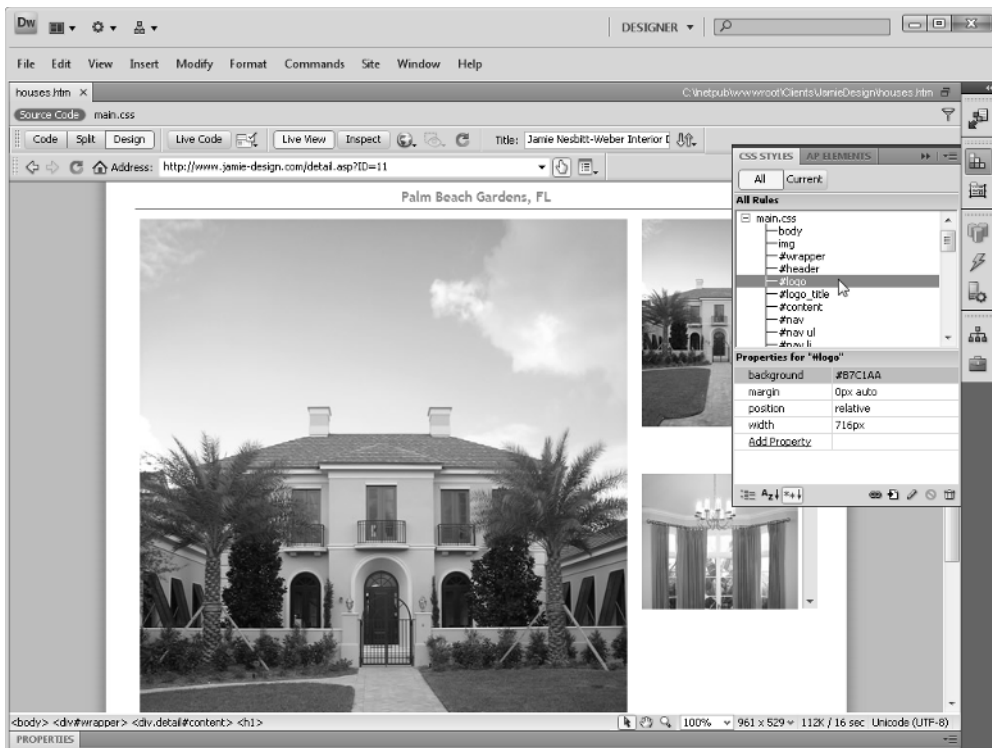 Dw
DESIGNER
File Edit View Insert Modify Format Commands Site Window Help
houses.htm × C:\Inetpub\wwwroot\Clients\JamieDesign\houses.htm
Source Code main.css
Code Split Design Live Code Live View Inspect Title: Jamie Nesbitt-Weber Interior D
Address: http://www.jamie-design.com/detail.asp?ID=11
Palm Beach Gardens, FL
CSS STYLES AP ELEMENTS
All Current
All Rules
main.css
body
img
#wrapper
#header
#logo
#logo_title
#content
#nav
#nav ul
#nav li
Properties for "#logo"
background #B7C1AA
margin 0px auto
position relative
width 716px
Add Property
<body> <div#wrapper> <div.detail#content> <h1> 100% 961 x 529 112K / 16 sec Unicode (UTF-8)
PROPERTIES